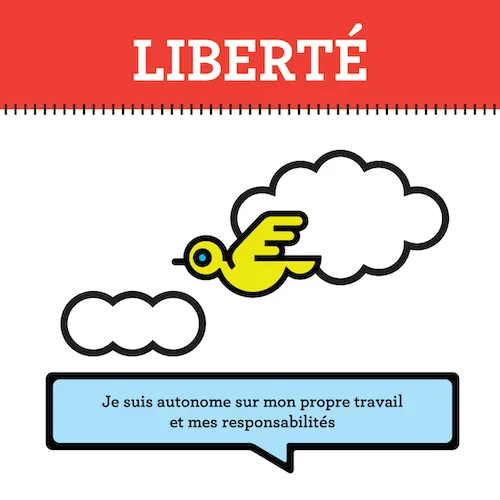 LIBERTÉ
Je suis autonome sur mon propre travail
et mes responsabilités